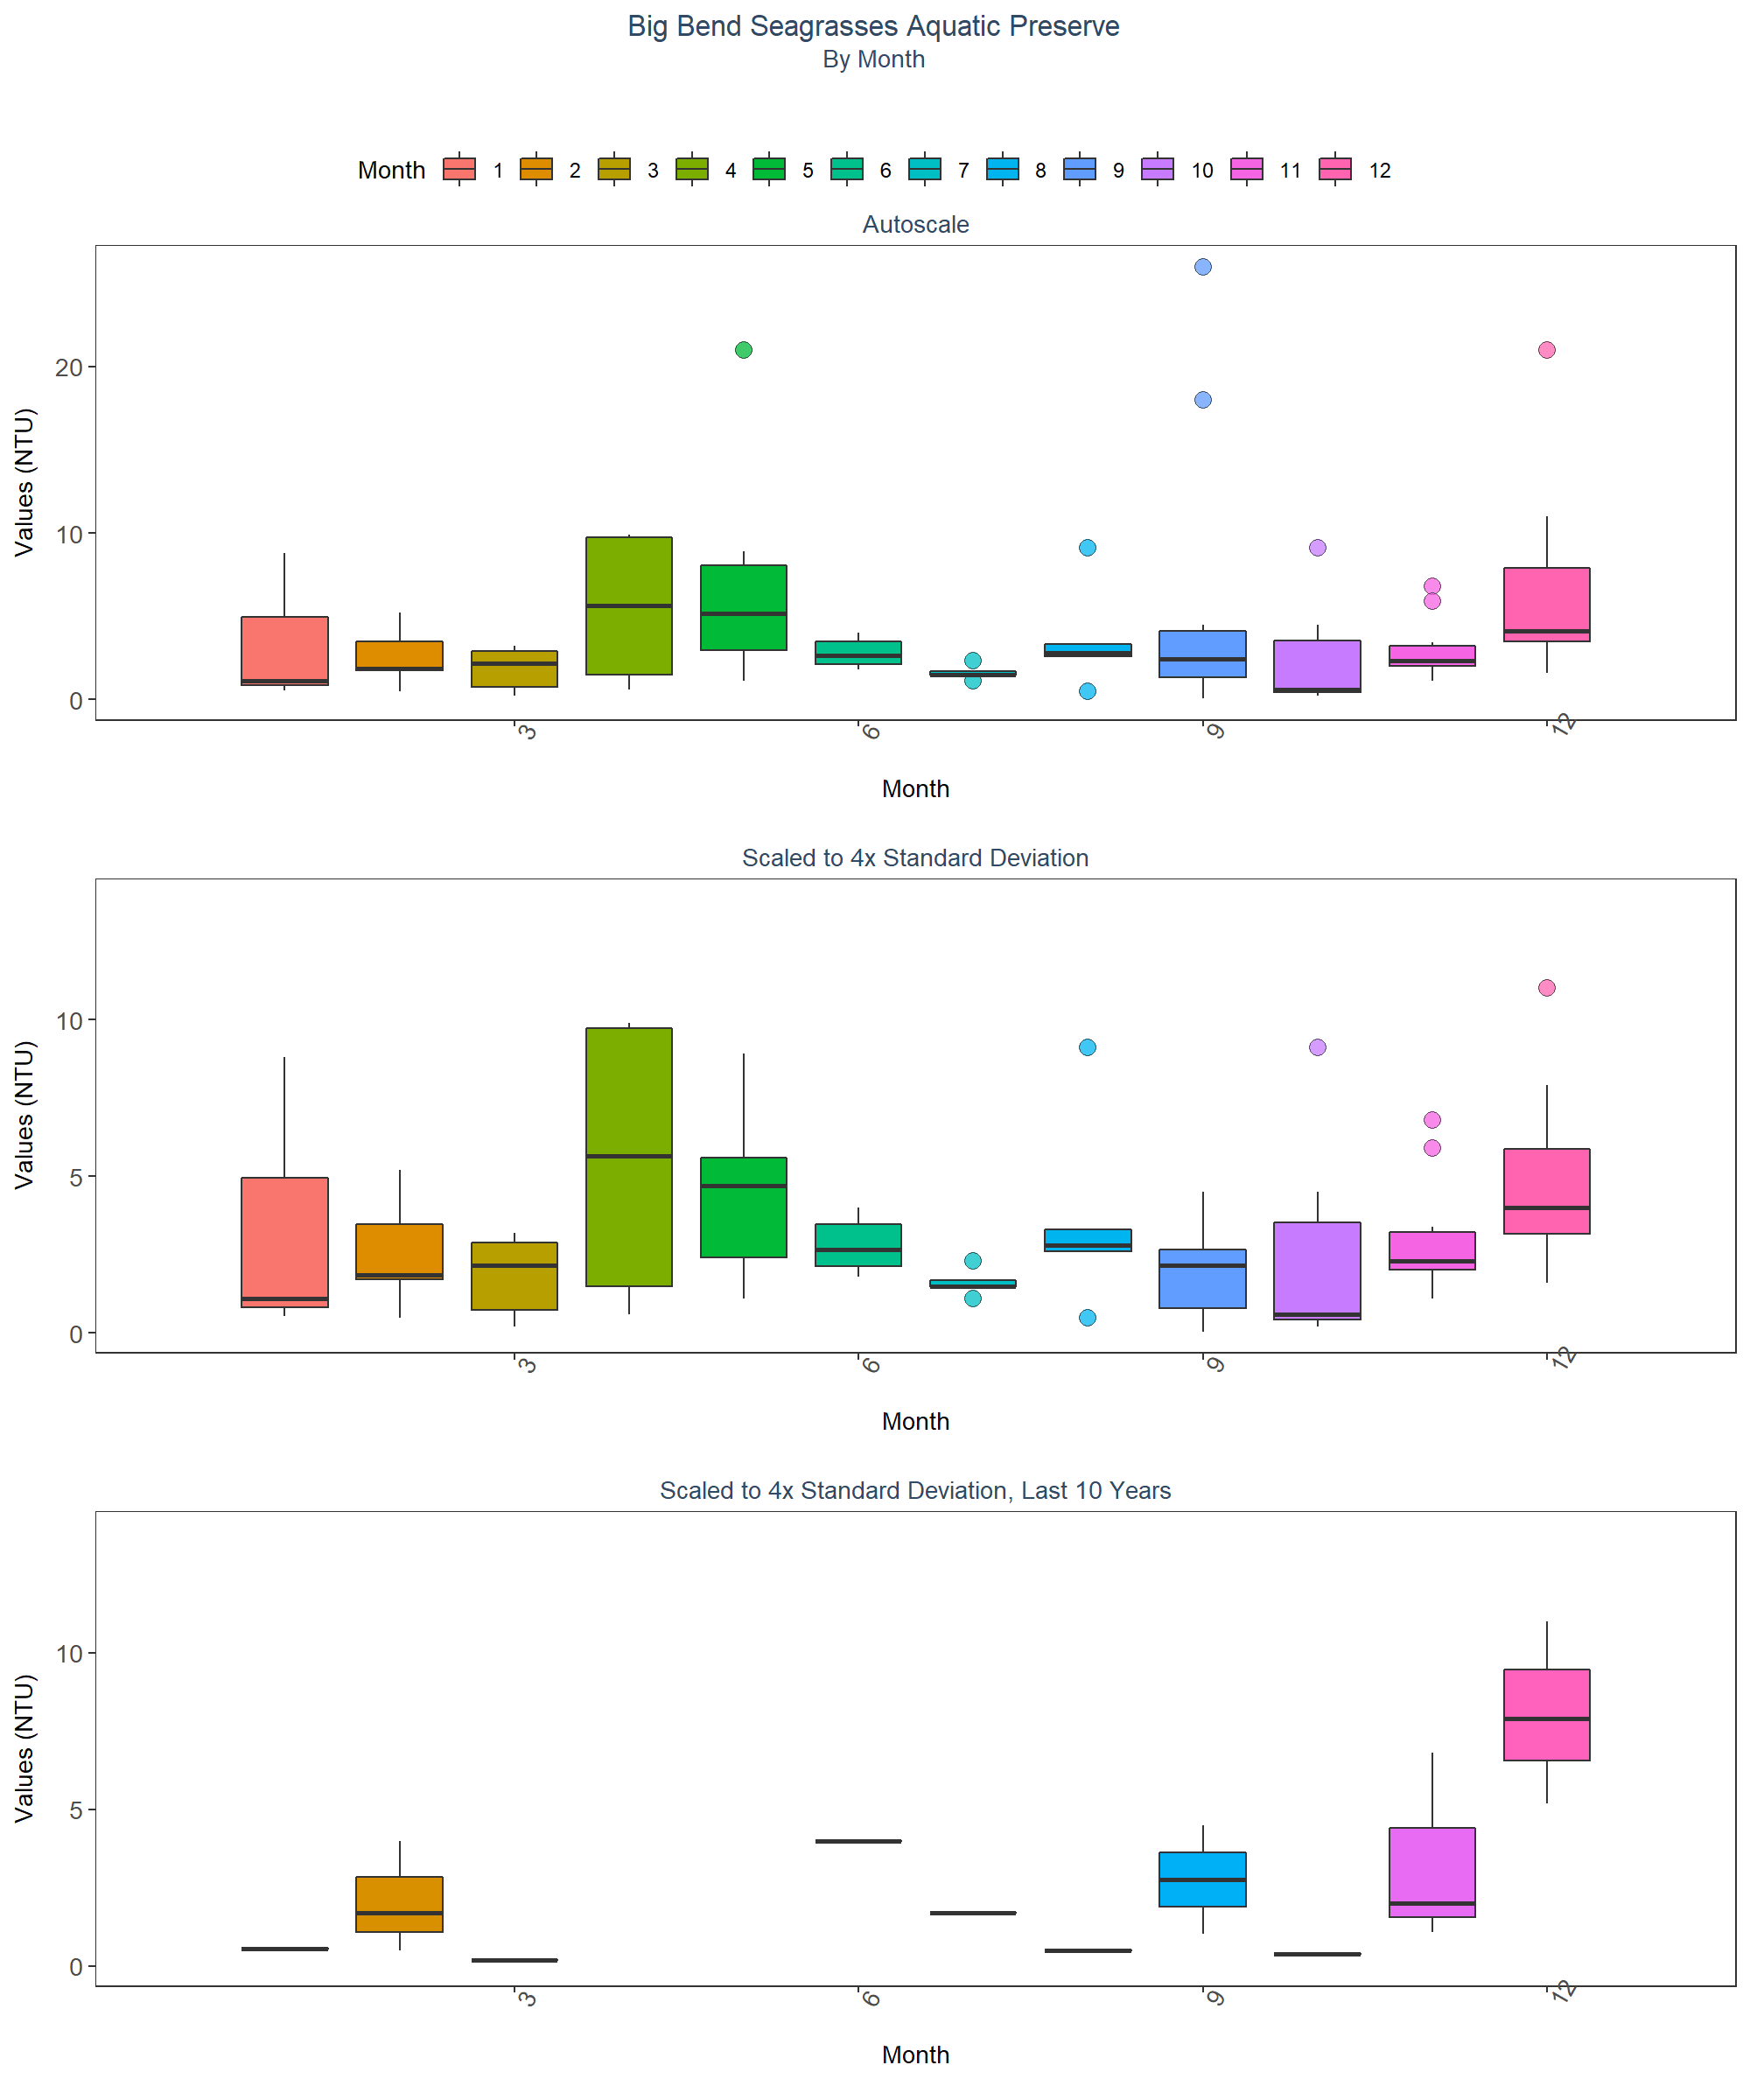 Big Bend Seagrasses Aquatic Preserve
By Month
Month 1 2 3 4 5 6 7 8 9 10 11 12
Autoscale
Values (NTU)
20
10
0
3 6 9 12
Month
Scaled to 4x Standard Deviation
Values (NTU)
10
5
0
3 6 9 12
Month
Scaled to 4x Standard Deviation, Last 10 Years
Values (NTU)
10
5
0
3 6 9 12
Month